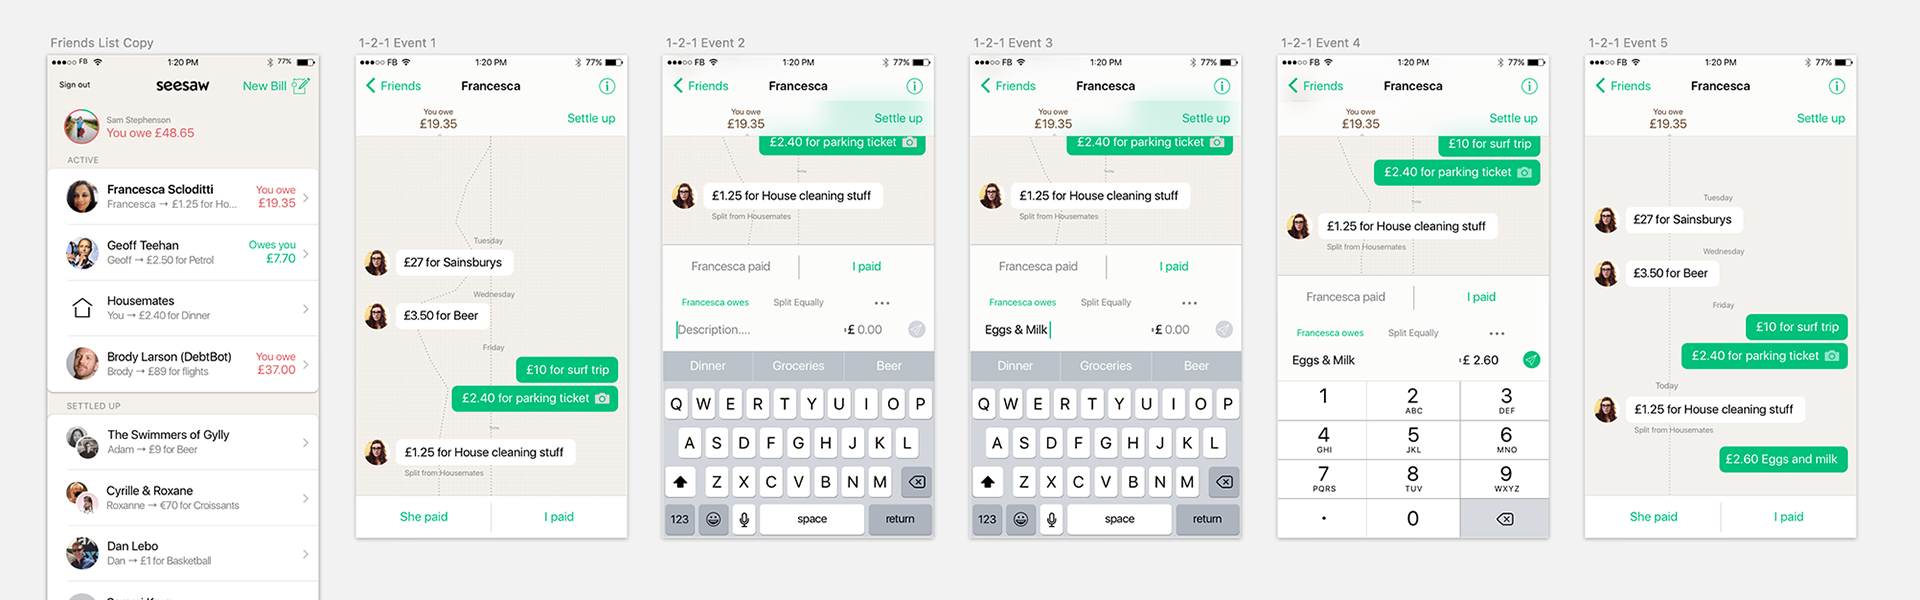 Friends List Copy
FB 1:20 PM 77%
Sign out seesaw New Bill
Sam Stephenson
You owe £48.65
ACTIVE
Francesca Scloditti You owe
Francesca → £1.25 for Ho... £19.35
Geoff Teehan Owes you
Geoff → £2.50 for Petrol £7.70
Housemates
You → £2.40 for Dinner
Brody Larson (DebtBot) You owe
Brody → £89 for flights £37.00
SETTLED UP
The Swimmers of Gylly
Adam → £9 for Beer
Cyrille & Roxane
Roxanne → €70 for Croissants
Dan Lebo
Dan → £1 for Basketball
1-2-1 Event 1
FB 1:20 PM 77%
Friends Francesca
You owe
£19.35 Settle up
Tuesday
£27 for Sainsburys
Wednesday
£3.50 for Beer
Friday
£10 for surf trip
£2.40 for parking ticket
Today
£1.25 for House cleaning stuff
Split from Housemates
She paid I paid
1-2-1 Event 2
FB 1:20 PM 77%
Friends Francesca
You owe
£19.35 Settle up
£2.40 for parking ticket
Today
£1.25 for House cleaning stuff
Split from Housemates
Francesca paid I paid
Francesca owes Split Equally •••
Description.... £ 0.00
Dinner Groceries Beer
Q W E R T Y U I O P
A S D F G H J K L
Z X C V B N M
123 space return
1-2-1 Event 3
FB 1:20 PM 77%
Friends Francesca
You owe
£19.35 Settle up
£2.40 for parking ticket
Today
£1.25 for House cleaning stuff
Split from Housemates
Francesca paid I paid
Francesca owes Split Equally •••
Eggs & Milk £ 0.00
Dinner Groceries Beer
Q W E R T Y U I O P
A S D F G H J K L
Z X C V B N M
123 space return
1-2-1 Event 4
FB 1:20 PM 77%
Friends Francesca
You owe
£19.35 Settle up
£10 for surf trip
£2.40 for parking ticket
Today
£1.25 for House cleaning stuff
Split from Housemates
Francesca paid I paid
Francesca owes Split Equally •••
Eggs & Milk £ 2.60
1 2 3
ABC DEF
4 5 6
GHI JKL MNO
7 8 9
PQRS TUV WXYZ
. 0
1-2-1 Event 5
FB 1:20 PM 77%
Friends Francesca
You owe
£19.35 Settle up
Tuesday
£27 for Sainsburys
Wednesday
£3.50 for Beer
Friday
£10 for surf trip
£2.40 for parking ticket
Today
£1.25 for House cleaning stuff
Split from Housemates
£2.60 Eggs and milk
She paid I paid